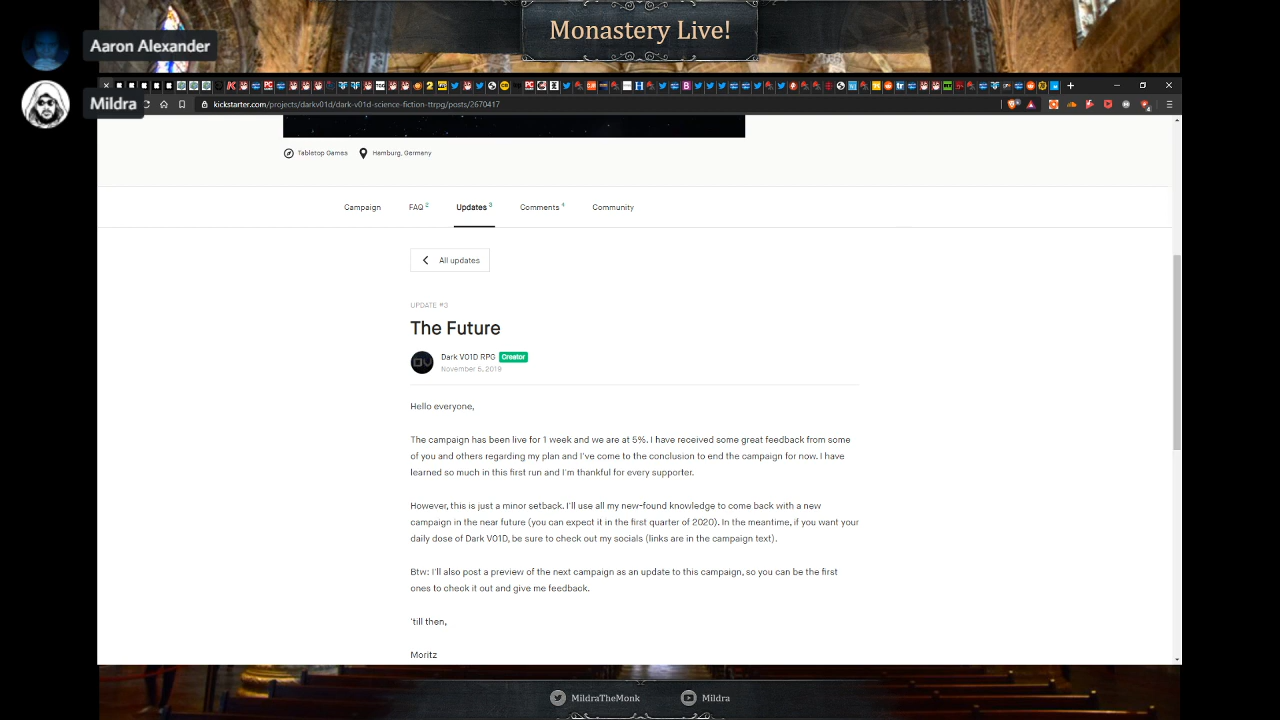 Monastery Live!
Aaron Alexander
Mildra
kickstarter.com/projects/darkv01d/dark-v01d-science-fiction-ttrpg/posts/2670417
Tabletop Games
Hamburg, Germany
Campaign
FAQ 2
Updates 3
Comments 4
Community
All updates
UPDATE #3
The Future
Dark V01D RPG Creator
November 5, 2019
Hello everyone,
The campaign has been live for 1 week and we are at 5%. I have received some great feedback from some
of you and others regarding my plan and I've come to the conclusion to end the campaign for now. I have
learned so much in this first run and I'm thankful for every supporter.
However, this is just a minor setback. I'll use all my new-found knowledge to come back with a new
campaign in the near future (you can expect it in the first quarter of 2020). In the meantime, if you want your
daily dose of Dark V01D, be sure to check out my socials (links are in the campaign text).
Btw: I'll also post a preview of the next campaign as an update to this campaign, so you can be the first
ones to check it out and give me feedback.
'till then,
Moritz
MildraTheMonk
Mildra